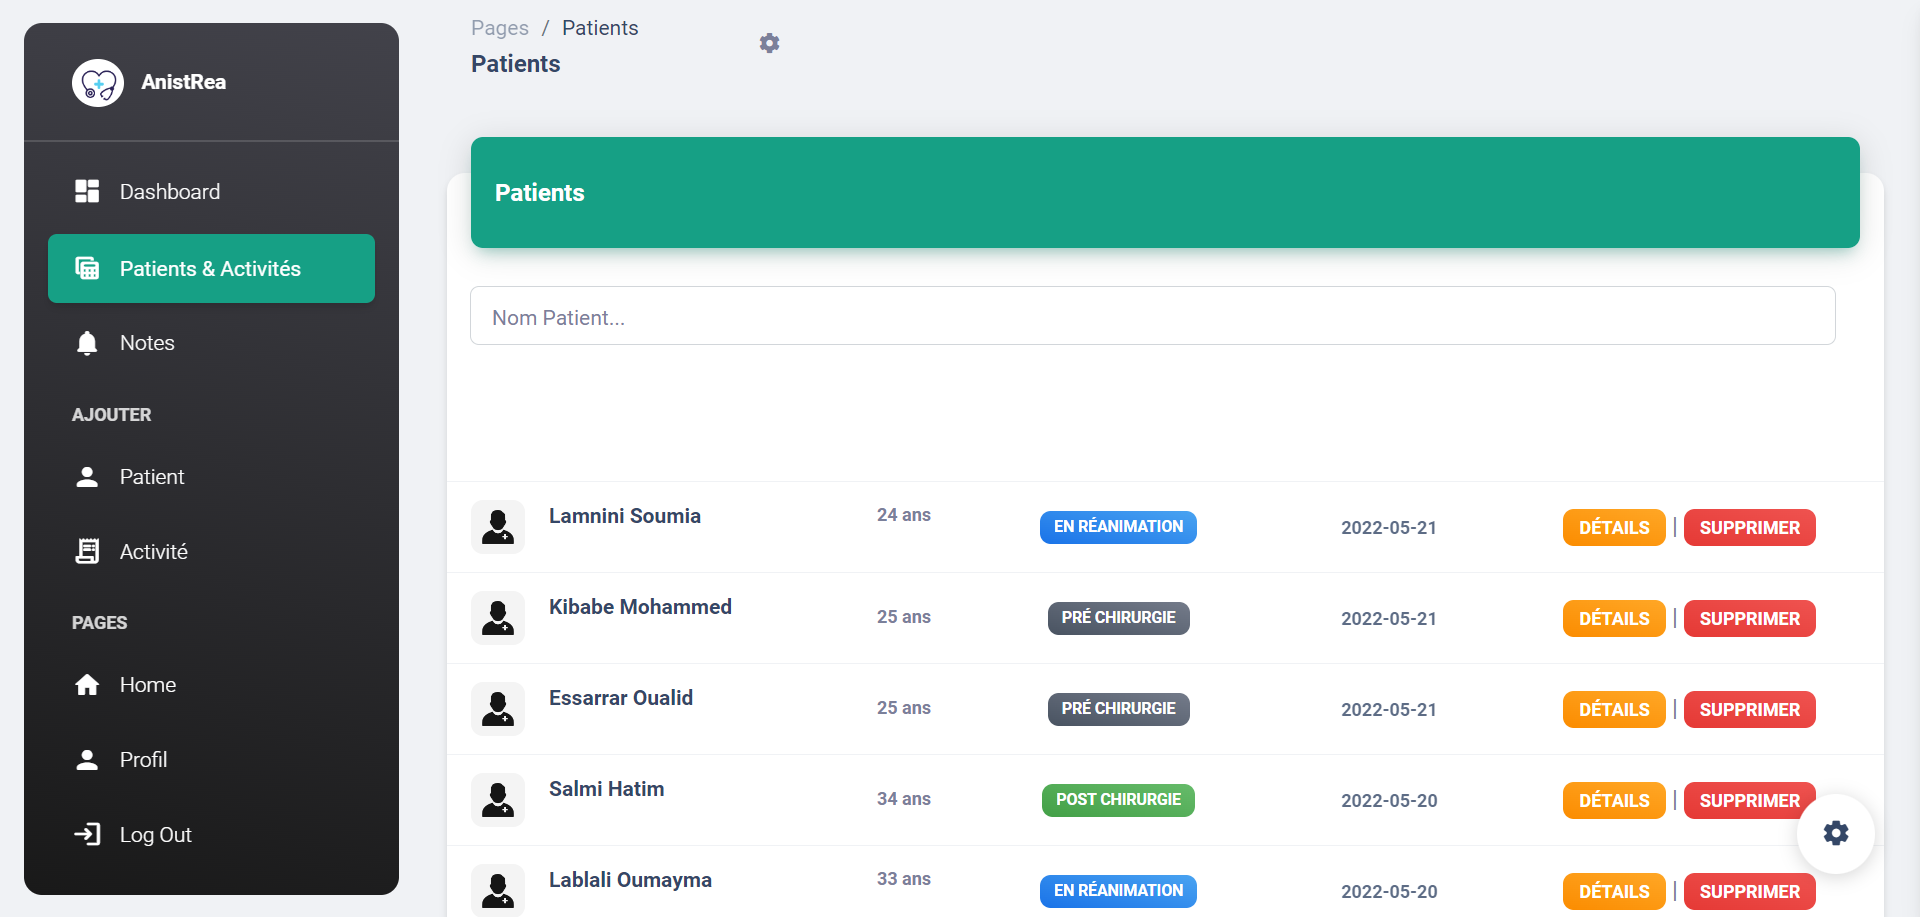 AnistRea
Dashboard
Patients & Activités
Notes
AJOUTER
Patient
Activité
PAGES
Home
Profil
Log Out
Pages / Patients
Patients
Patients
Nom Patient...
Lamnini Soumia 24 ans EN RÉANIMATION 2022-05-21 DÉTAILS | SUPPRIMER
Kibabe Mohammed 25 ans PRÉ CHIRURGIE 2022-05-21 DÉTAILS | SUPPRIMER
Essarrar Oualid 25 ans PRÉ CHIRURGIE 2022-05-21 DÉTAILS | SUPPRIMER
Salmi Hatim 34 ans POST CHIRURGIE 2022-05-20 DÉTAILS | SUPPRIMER
Lablali Oumayma 33 ans EN RÉANIMATION 2022-05-20 DÉTAILS | SUPPRIMER